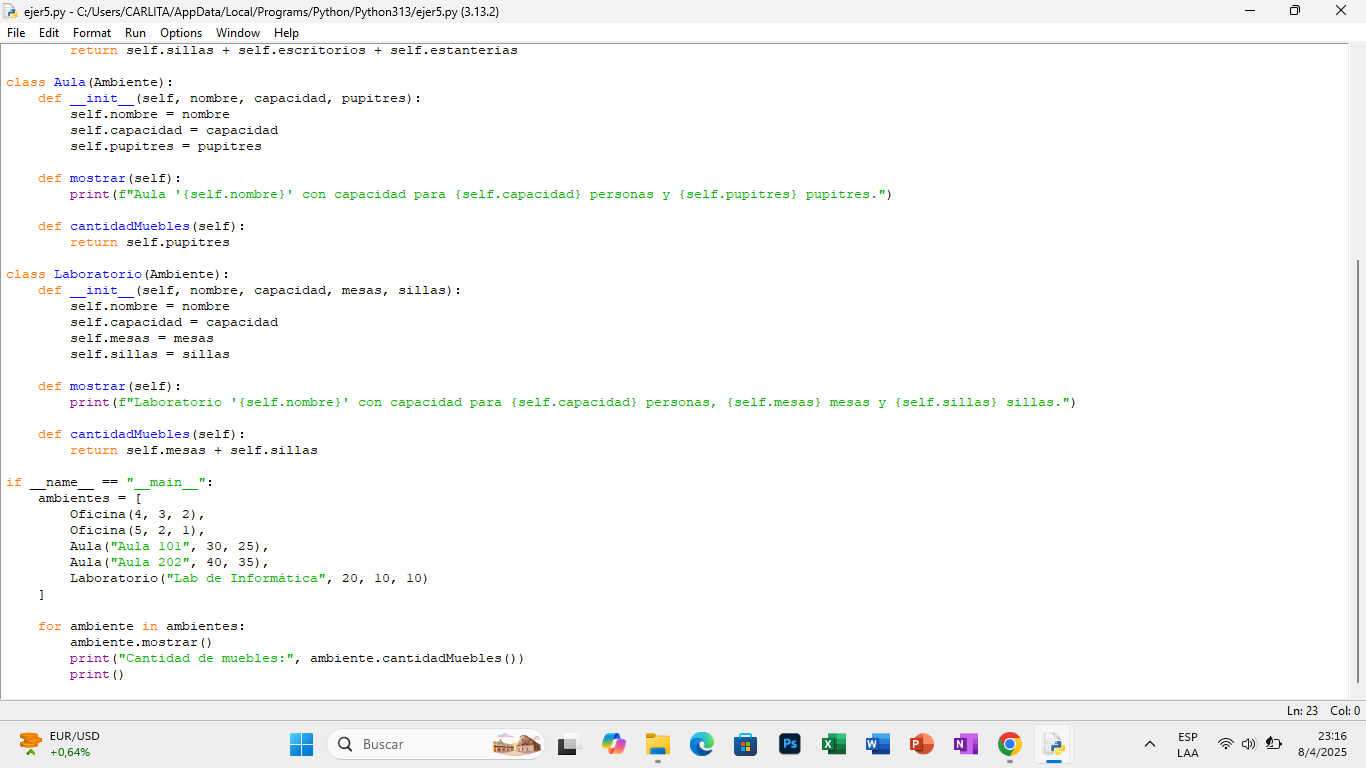 ejer5.py - C:/Users/CARLITA/AppData/Local/Programs/Python/Python313/ejer5.py (3.13.2)
File Edit Format Run Options Window Help
        return self.sillas + self.escritorios + self.estanterias

class Aula(Ambiente):
    def __init__(self, nombre, capacidad, pupitres):
        self.nombre = nombre
        self.capacidad = capacidad
        self.pupitres = pupitres

    def mostrar(self):
        print(f"Aula '{self.nombre}' con capacidad para {self.capacidad} personas y {self.pupitres} pupitres.")

    def cantidadMuebles(self):
        return self.pupitres

class Laboratorio(Ambiente):
    def __init__(self, nombre, capacidad, mesas, sillas):
        self.nombre = nombre
        self.capacidad = capacidad
        self.mesas = mesas
        self.sillas = sillas

    def mostrar(self):
        print(f"Laboratorio '{self.nombre}' con capacidad para {self.capacidad} personas, {self.mesas} mesas y {self.sillas} sillas.")

    def cantidadMuebles(self):
        return self.mesas + self.sillas

if __name__ == "__main__":
    ambientes = [
        Oficina(4, 3, 2),
        Oficina(5, 2, 1),
        Aula("Aula 101", 30, 25),
        Aula("Aula 202", 40, 35),
        Laboratorio("Lab de Informática", 20, 10, 10)
    ]

    for ambiente in ambientes:
        ambiente.mostrar()
        print("Cantidad de muebles:", ambiente.cantidadMuebles())
        print()
Ln: 23 Col: 0
EUR/USD
+0,64%
Buscar
Ps
ESP
LAA
23:16
8/4/2025